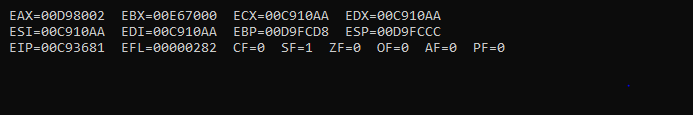 EAX=00D98002  EBX=00E67000  ECX=00C910AA  EDX=00C910AA
ESI=00C910AA  EDI=00C910AA  EBP=00D9FCD8  ESP=00D9FCCC
EIP=00C93681  EFL=00000282  CF=0  SF=1  ZF=0  OF=0  AF=0  PF=0